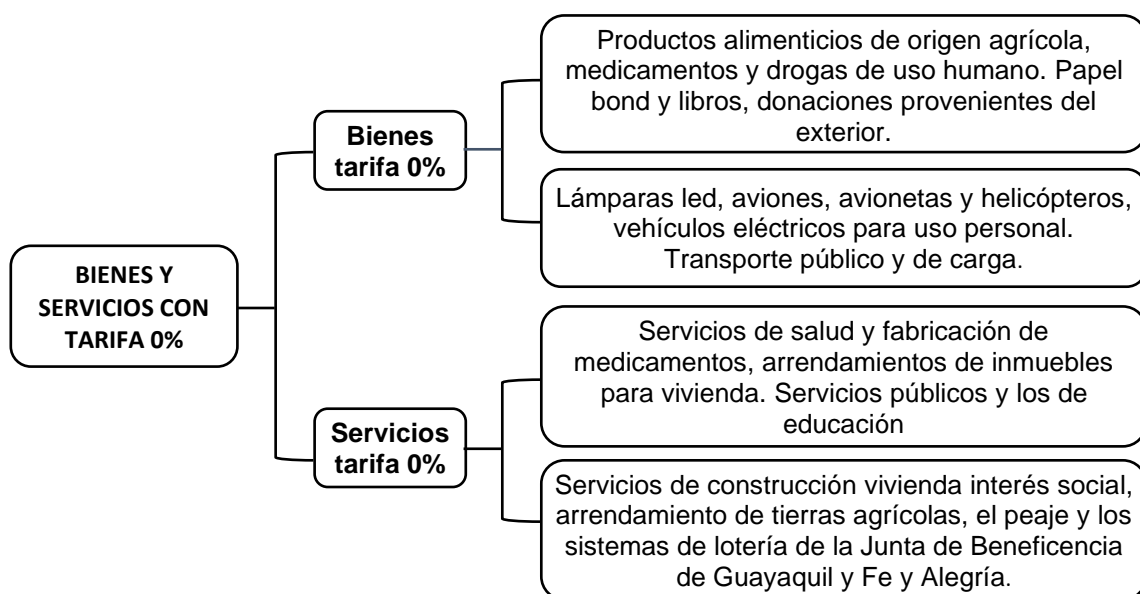 BIENES Y
SERVICIOS CON
TARIFA 0%
Bienes
tarifa 0%
Productos alimenticios de origen agrícola,
medicamentos y drogas de uso humano. Papel
bond y libros, donaciones provenientes del
exterior.
Lámparas led, aviones, avionetas y helicópteros,
vehículos eléctricos para uso personal.
Transporte público y de carga.
Servicios
tarifa 0%
Servicios de salud y fabricación de
medicamentos, arrendamientos de inmuebles
para vivienda. Servicios públicos y los de
educación
Servicios de construcción vivienda interés social,
arrendamiento de tierras agrícolas, el peaje y los
sistemas de lotería de la Junta de Beneficencia
de Guayaquil y Fe y Alegría.